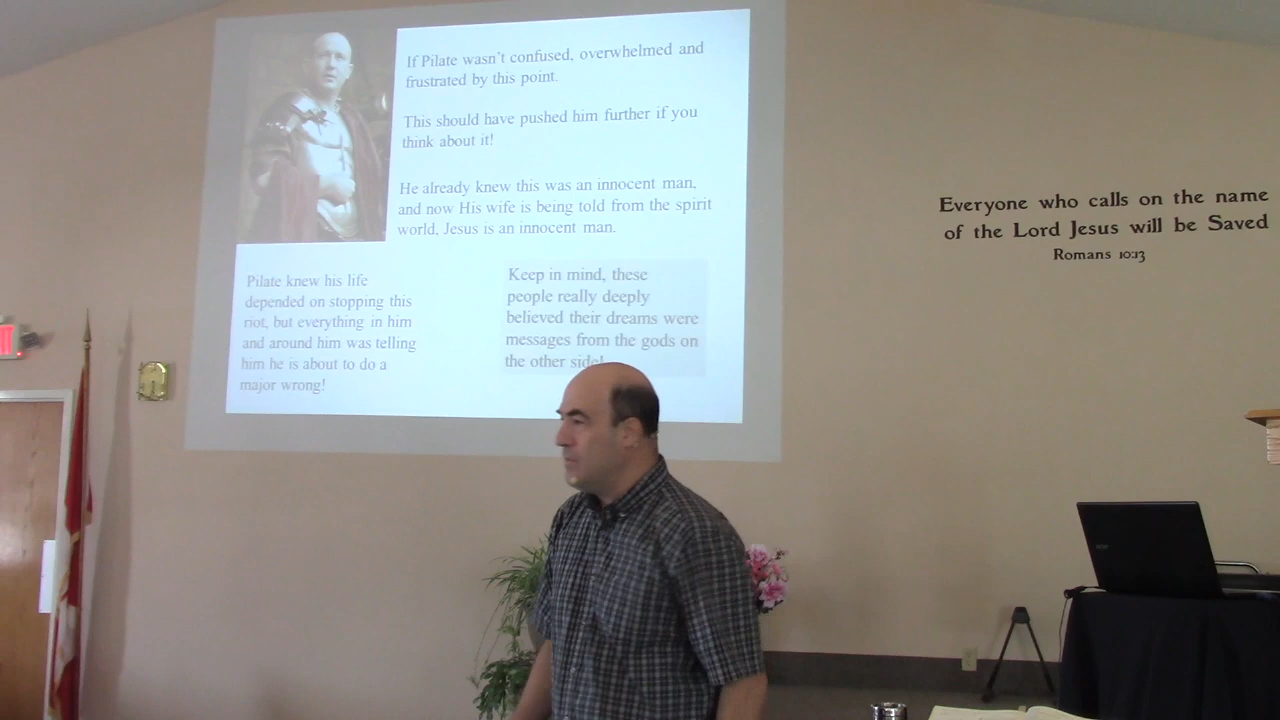 If Pilate wasn't confused, overwhelmed and
frustrated by this point.
This should have pushed him further if you
think about it!
He already knew this was an innocent man,
and now His wife is being told from the spirit
world, Jesus is an innocent man.
Pilate knew his life
depended on stopping this
riot, but everything in him
and around him was telling
him he is about to do a
major wrong!
Keep in mind, these
people really deeply
believed their dreams were
messages from the gods on
the other side!
Everyone who calls on the name
of the Lord Jesus will be Saved
Romans 10:13
acer